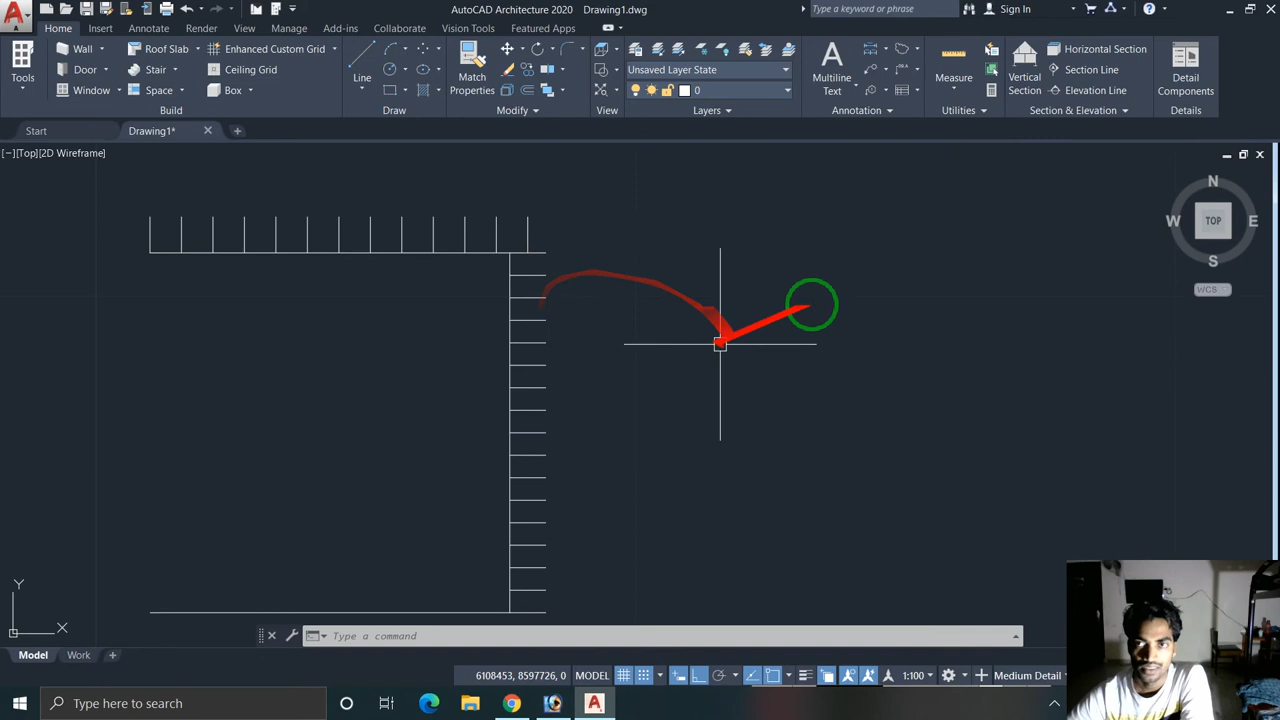 AutoCAD Architecture 2020 Drawing1.dwg
Type a keyword or phrase
Sign In
Home Insert Annotate Render View Manage Collaborate Vision Tools Featured Apps
Tools
Wall
Door
Window
Roof Slab
Stair
Space
Enhanced Custom Grid
Ceiling Grid
Box
Build
Line
Draw
Match
Properties
Modify
View
Unsaved Layer State
0
Layers
Multiline
Text
Annotation
Measure
Utilities
Vertical
Section
Horizontal Section
Section Line
Elevation Line
Section & Elevation
Detail
Components
Details
Start
Drawing1*
[−][Top][2D Wireframe]
N
W TOP E
S
WCS
Y
X
Type a command
Model Work
6108453, 8597726, 0 MODEL
1:100
Medium Detail
Type here to search